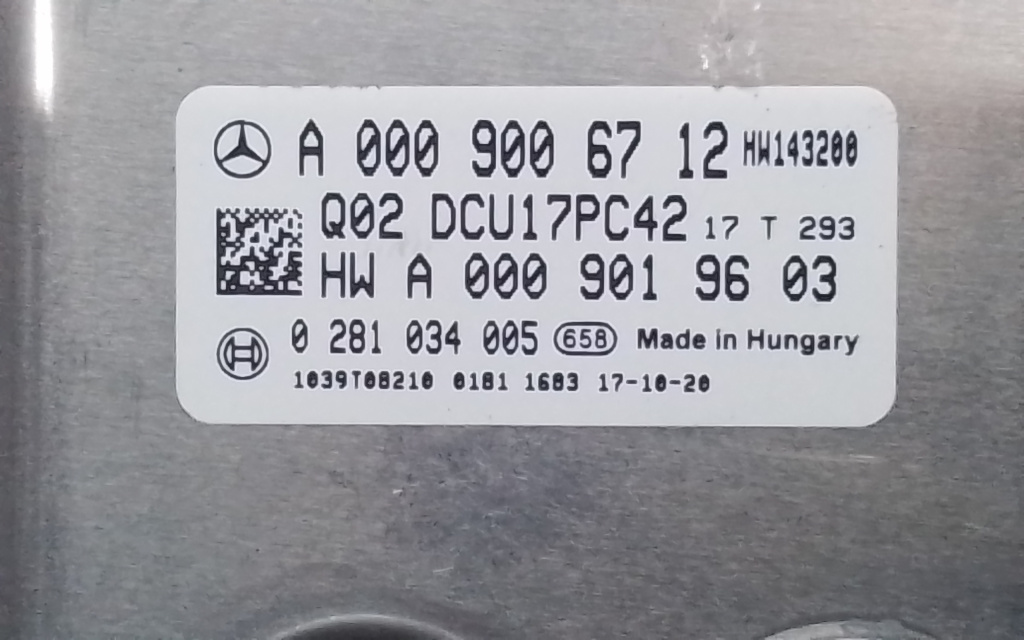 A 000 900 67 12 HW143200
Q02 DCU17PC42 17 T 293
HW A 000 901 96 03
0 281 034 005 658 Made in Hungary
1039T08210 0181 1683 17-10-20